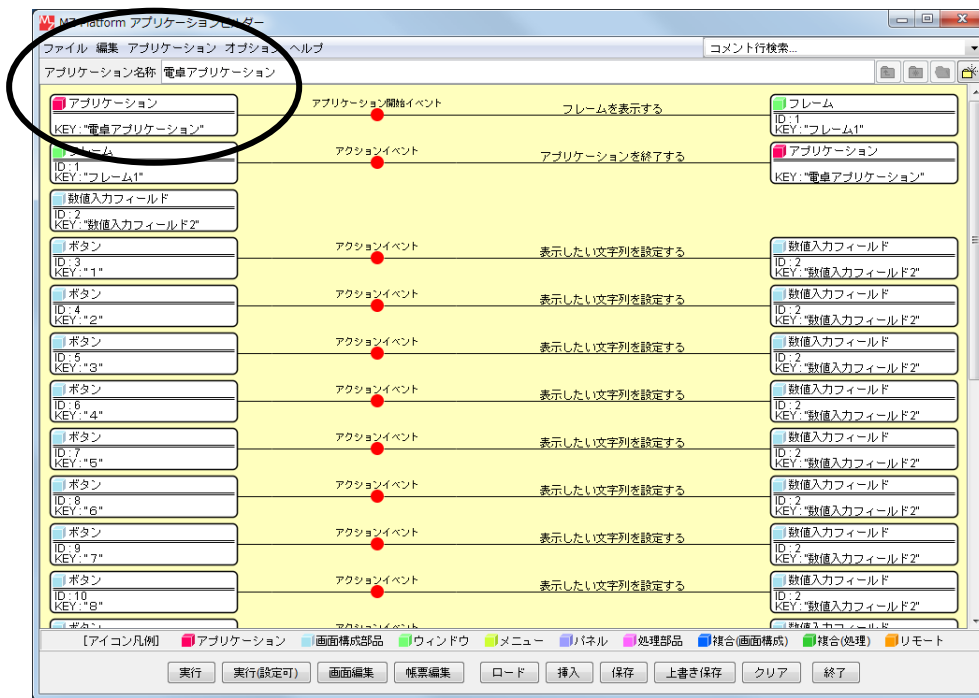 MZ Platform アプリケーションビルダー
ファイル 編集 アプリケーション オプション ヘルプ コメント行検索...
アプリケーション名称 電卓アプリケーション
アプリケーション アプリケーション開始イベント フレームを表示する フレーム
KEY:"電卓アプリケーション" ID:1
KEY:"フレーム1"
フレーム アクションイベント アプリケーションを終了する アプリケーション
ID:1
KEY:"フレーム1" KEY:"電卓アプリケーション"
数値入力フィールド
ID:2
KEY:"数値入力フィールド2"
ボタン アクションイベント 表示したい文字列を設定する 数値入力フィールド
ID:3 ID:2
KEY:"1" KEY:"数値入力フィールド2"
ボタン アクションイベント 表示したい文字列を設定する 数値入力フィールド
ID:4 ID:2
KEY:"2" KEY:"数値入力フィールド2"
ボタン アクションイベント 表示したい文字列を設定する 数値入力フィールド
ID:5 ID:2
KEY:"3" KEY:"数値入力フィールド2"
ボタン アクションイベント 表示したい文字列を設定する 数値入力フィールド
ID:6 ID:2
KEY:"4" KEY:"数値入力フィールド2"
ボタン アクションイベント 表示したい文字列を設定する 数値入力フィールド
ID:7 ID:2
KEY:"5" KEY:"数値入力フィールド2"
ボタン アクションイベント 表示したい文字列を設定する 数値入力フィールド
ID:8 ID:2
KEY:"6" KEY:"数値入力フィールド2"
ボタン アクションイベント 表示したい文字列を設定する 数値入力フィールド
ID:9 ID:2
KEY:"7" KEY:"数値入力フィールド2"
ボタン アクションイベント 表示したい文字列を設定する 数値入力フィールド
ID:10 ID:2
KEY:"8" KEY:"数値入力フィールド2"
ボタン アクションイベント 数値入力フィールド
[アイコン凡例] アプリケーション 画面構成部品 ウィンドウ メニュー パネル 処理部品 複合(画面構成) 複合(処理) リモート
実行 実行(設定可) 画面編集 帳票編集 ロード 挿入 保存 上書き保存 クリア 終了